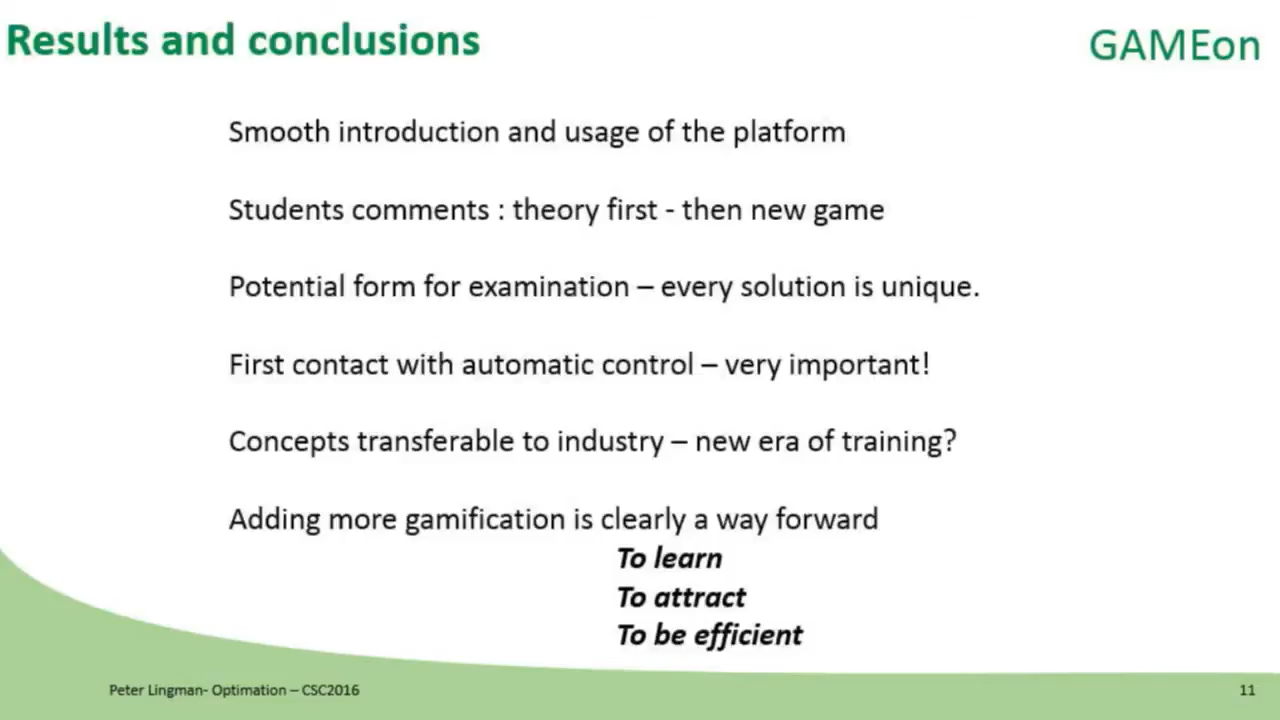 Results and conclusions
GAMEon
Smooth introduction and usage of the platform
Students comments : theory first - then new game
Potential form for examination – every solution is unique.
First contact with automatic control – very important!
Concepts transferable to industry – new era of training?
Adding more gamification is clearly a way forward
To learn
To attract
To be efficient
Peter Lingman- Optimation – CSC2016
11